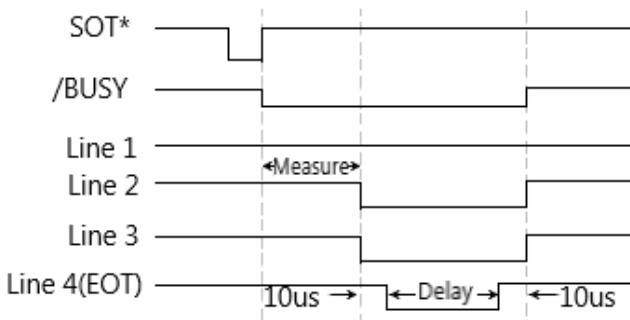 SOT*
/BUSY
Line 1
Measure
Line 2
Line 3
Line 4(EOT)
10us
Delay
10us